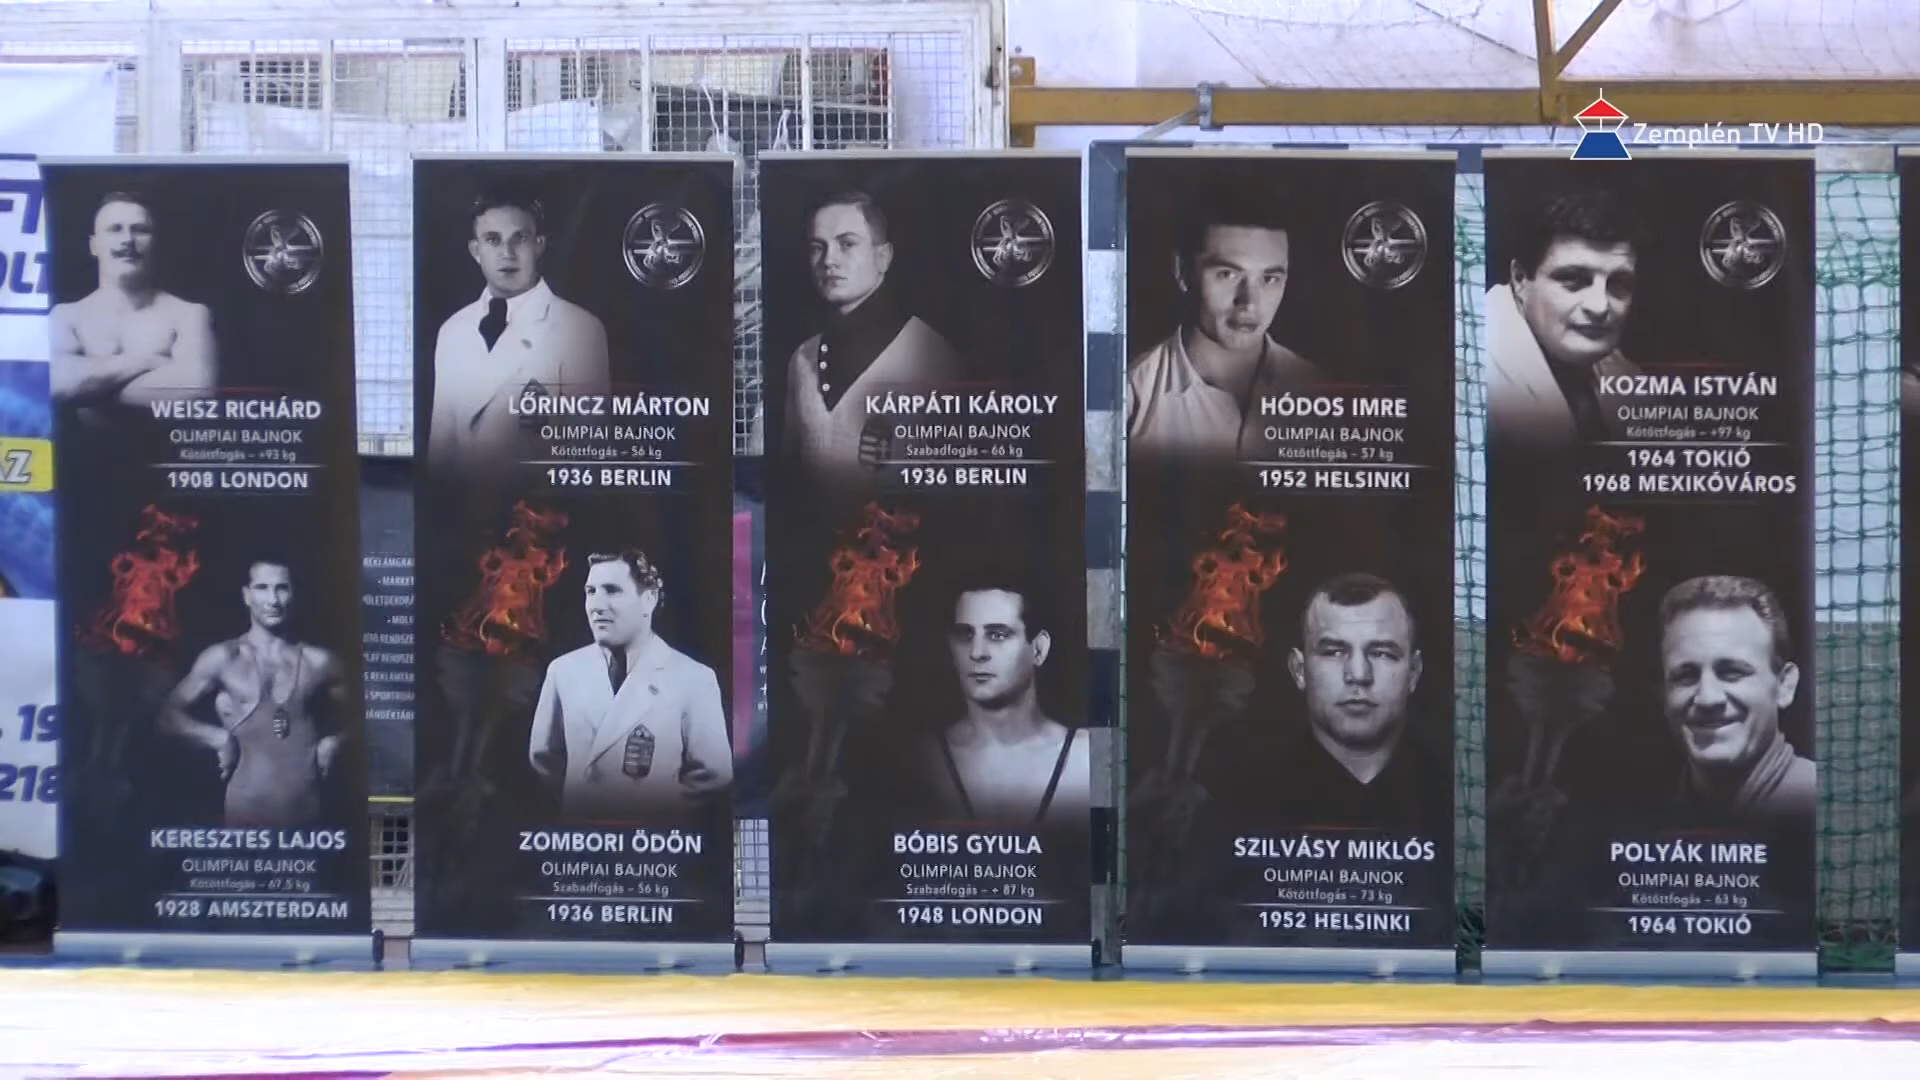 Zemplén TV HD
WEISZ RICHÁRD
OLIMPIAI BAJNOK
Kötöttfogás - +93 kg
1908 LONDON
KERESZTES LAJOS
OLIMPIAI BAJNOK
Kötöttfogás - 67,5 kg
1928 AMSZTERDAM
LŐRINCZ MÁRTON
OLIMPIAI BAJNOK
Kötöttfogás - 56 kg
1936 BERLIN
ZOMBORI ÖDÖN
OLIMPIAI BAJNOK
Szabadfogás - 56 kg
1936 BERLIN
KÁRPÁTI KÁROLY
OLIMPIAI BAJNOK
Szabadfogás - 66 kg
1936 BERLIN
BÓBIS GYULA
OLIMPIAI BAJNOK
Szabadfogás - + 87 kg
1948 LONDON
HÓDOS IMRE
OLIMPIAI BAJNOK
Kötöttfogás - 57 kg
1952 HELSINKI
SZILVÁSY MIKLÓS
OLIMPIAI BAJNOK
Kötöttfogás - 73 kg
1952 HELSINKI
KOZMA ISTVÁN
OLIMPIAI BAJNOK
Kötöttfogás - +97 kg
1964 TOKIÓ
1968 MEXIKÓVÁROS
POLYÁK IMRE
OLIMPIAI BAJNOK
Kötöttfogás - 63 kg
1964 TOKIÓ
19
218